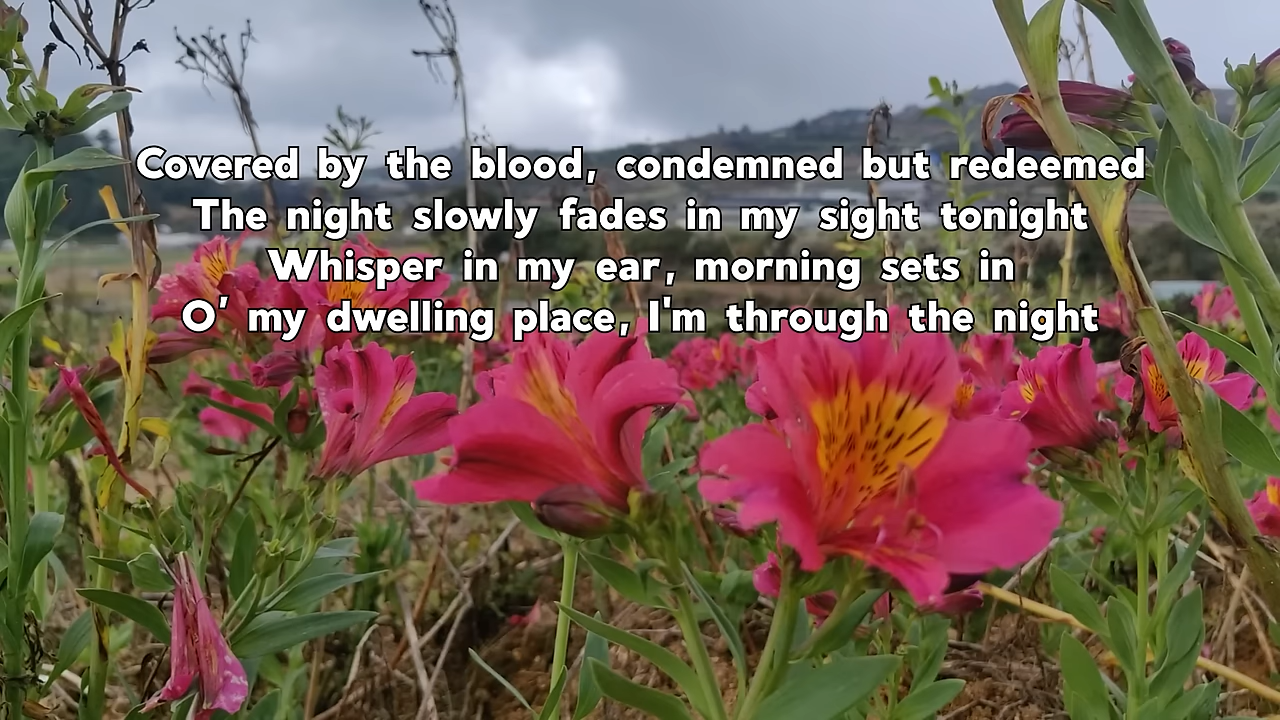 Covered by the blood, condemned but redeemed
The night slowly fades in my sight tonight
Whisper in my ear, morning sets in
O' my dwelling place, I'm through the night